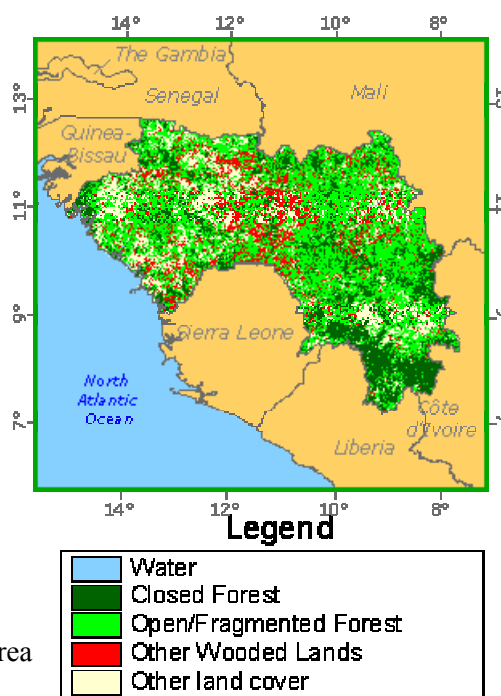 14° 12° 10° 8°
The Gambia
Senegal
Mali
13°
Guinea-
Bissau
11°
9°
Sierra Leone
North
Atlantic
Ocean
7°
Côte
d'Ivoire
Liberia
14° 12° 10° 8°
Legend
Water
Closed Forest
Open/Fragmented Forest
Other Wooded Lands
rea
Other land cover